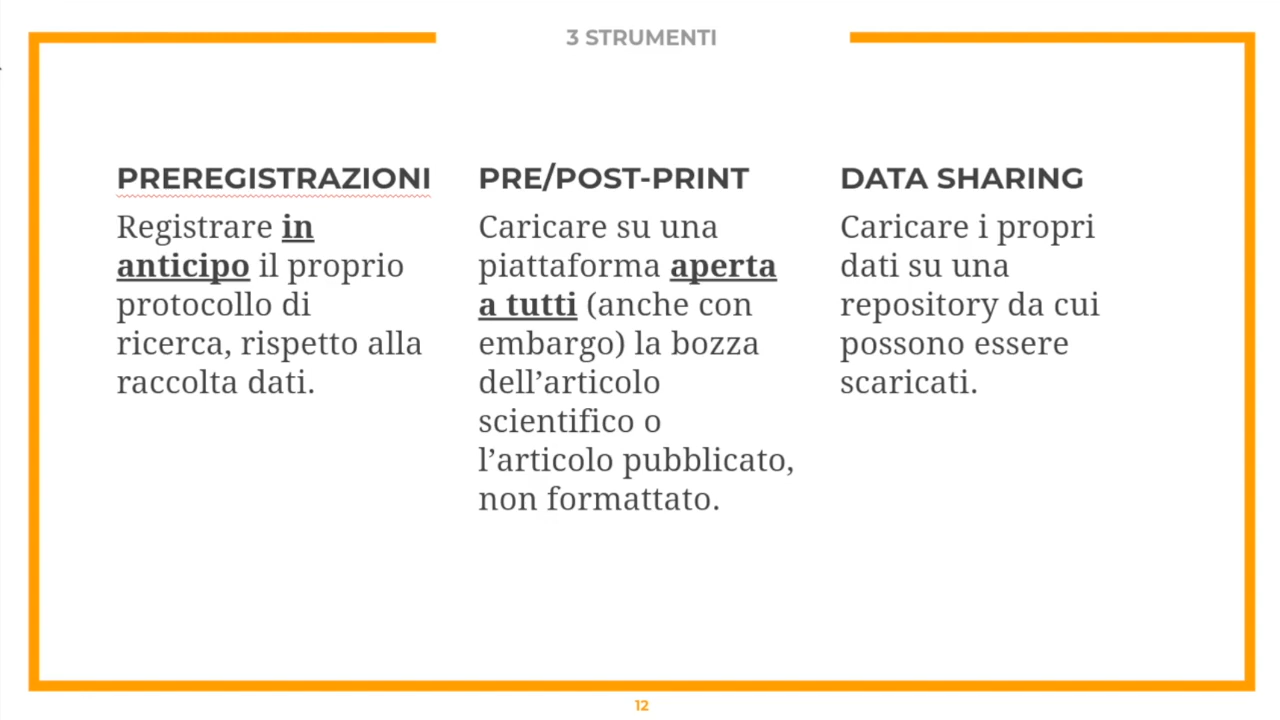 3 STRUMENTI
PREREGISTRAZIONI
Registrare in
anticipo il proprio
protocollo di
ricerca, rispetto alla
raccolta dati.
PRE/POST-PRINT
Caricare su una
piattaforma aperta
a tutti (anche con
embargo) la bozza
dell’articolo
scientifico o
l’articolo pubblicato,
non formattato.
DATA SHARING
Caricare i propri
dati su una
repository da cui
possono essere
scaricati.
12